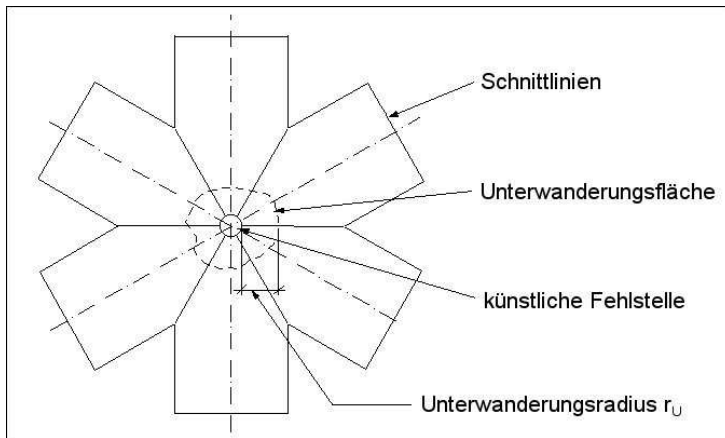 Schnittlinien
Unterwanderungsfläche
künstliche Fehlstelle
Unterwanderungsradius rU